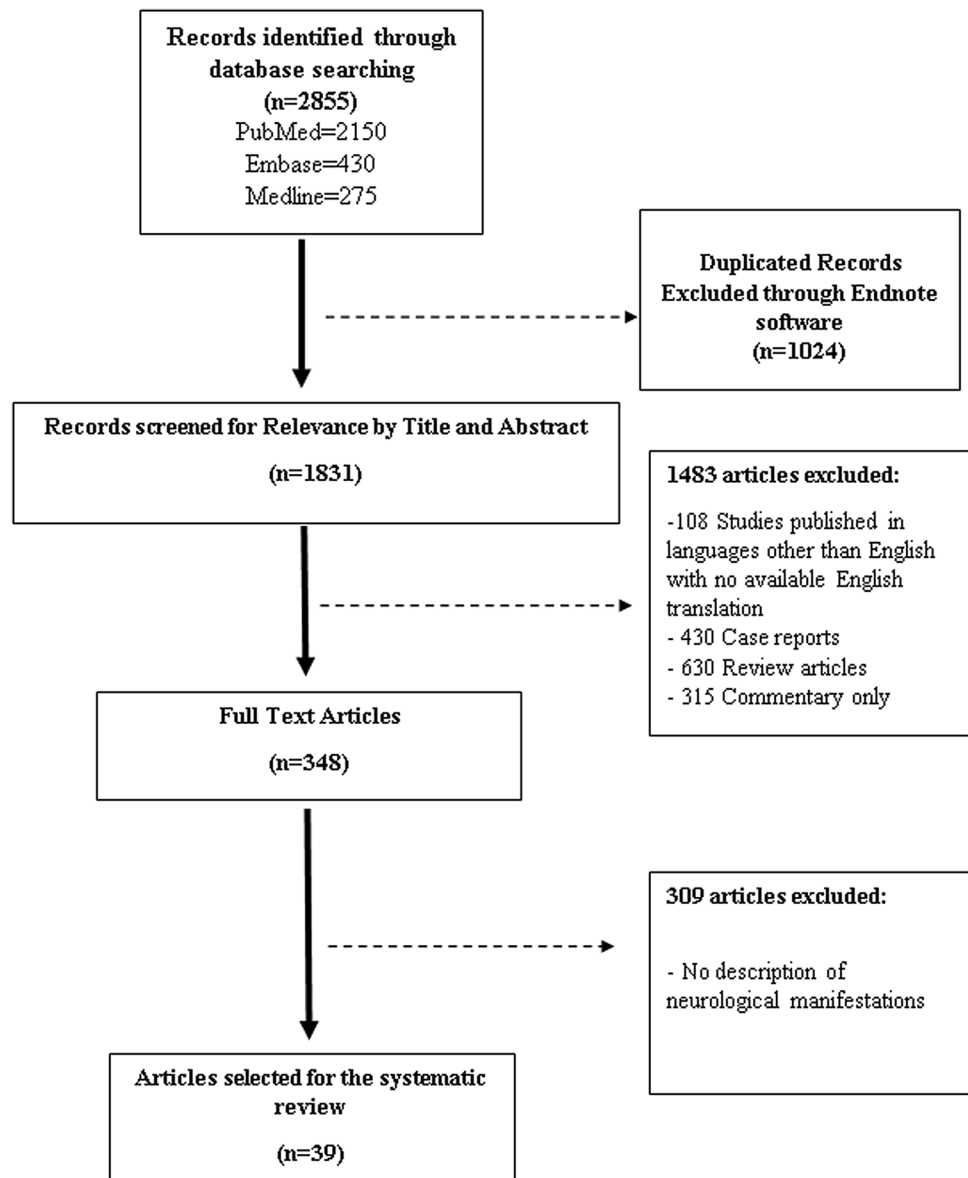 Records identified through
database searching
(n=2855)
PubMed=2150
Embase=430
Medline=275
Duplicated Records
Excluded through Endnote
software
(n=1024)
Records screened for Relevance by Title and Abstract
(n=1831)
1483 articles excluded:
-108 Studies published in
languages other than English
with no available English
translation
- 430 Case reports
- 630 Review articles
- 315 Commentary only
Full Text Articles
(n=348)
309 articles excluded:
- No description of
neurological manifestations
Articles selected for the systematic
review
(n=39)